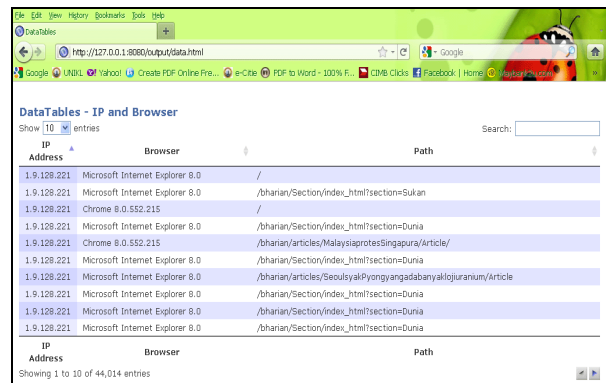 File Edit View History Bookmarks Tools Help
DataTables +
http://127.0.0.1:8080/output/data.html Google
Google UNIKL Yahoo! Create PDF Online Fre... e-Citie PDF to Word - 100% F... CIMB Clicks Facebook | Home Maybank2u.com »
DataTables - IP and Browser
Show 10 entries Search:
IP Address Browser Path
1.9.128.221 Microsoft Internet Explorer 8.0 /
1.9.128.221 Microsoft Internet Explorer 8.0 /bharian/Section/index_html?section=Sukan
1.9.128.221 Chrome 8.0.552.215 /
1.9.128.221 Microsoft Internet Explorer 8.0 /bharian/Section/index_html?section=Dunia
1.9.128.221 Chrome 8.0.552.215 /bharian/articles/MalaysiaprotesSingapura/Article/
1.9.128.221 Microsoft Internet Explorer 8.0 /bharian/Section/index_html?section=Dunia
1.9.128.221 Microsoft Internet Explorer 8.0 /bharian/articles/SeoulsyakPyongyangadabanyaklojiuranium/Article
1.9.128.221 Microsoft Internet Explorer 8.0 /bharian/Section/index_html?section=Dunia
1.9.128.221 Microsoft Internet Explorer 8.0 /bharian/Section/index_html?section=Dunia
1.9.128.221 Microsoft Internet Explorer 8.0 /bharian/Section/index_html?section=Dunia
IP Address Browser Path
Showing 1 to 10 of 44,014 entries